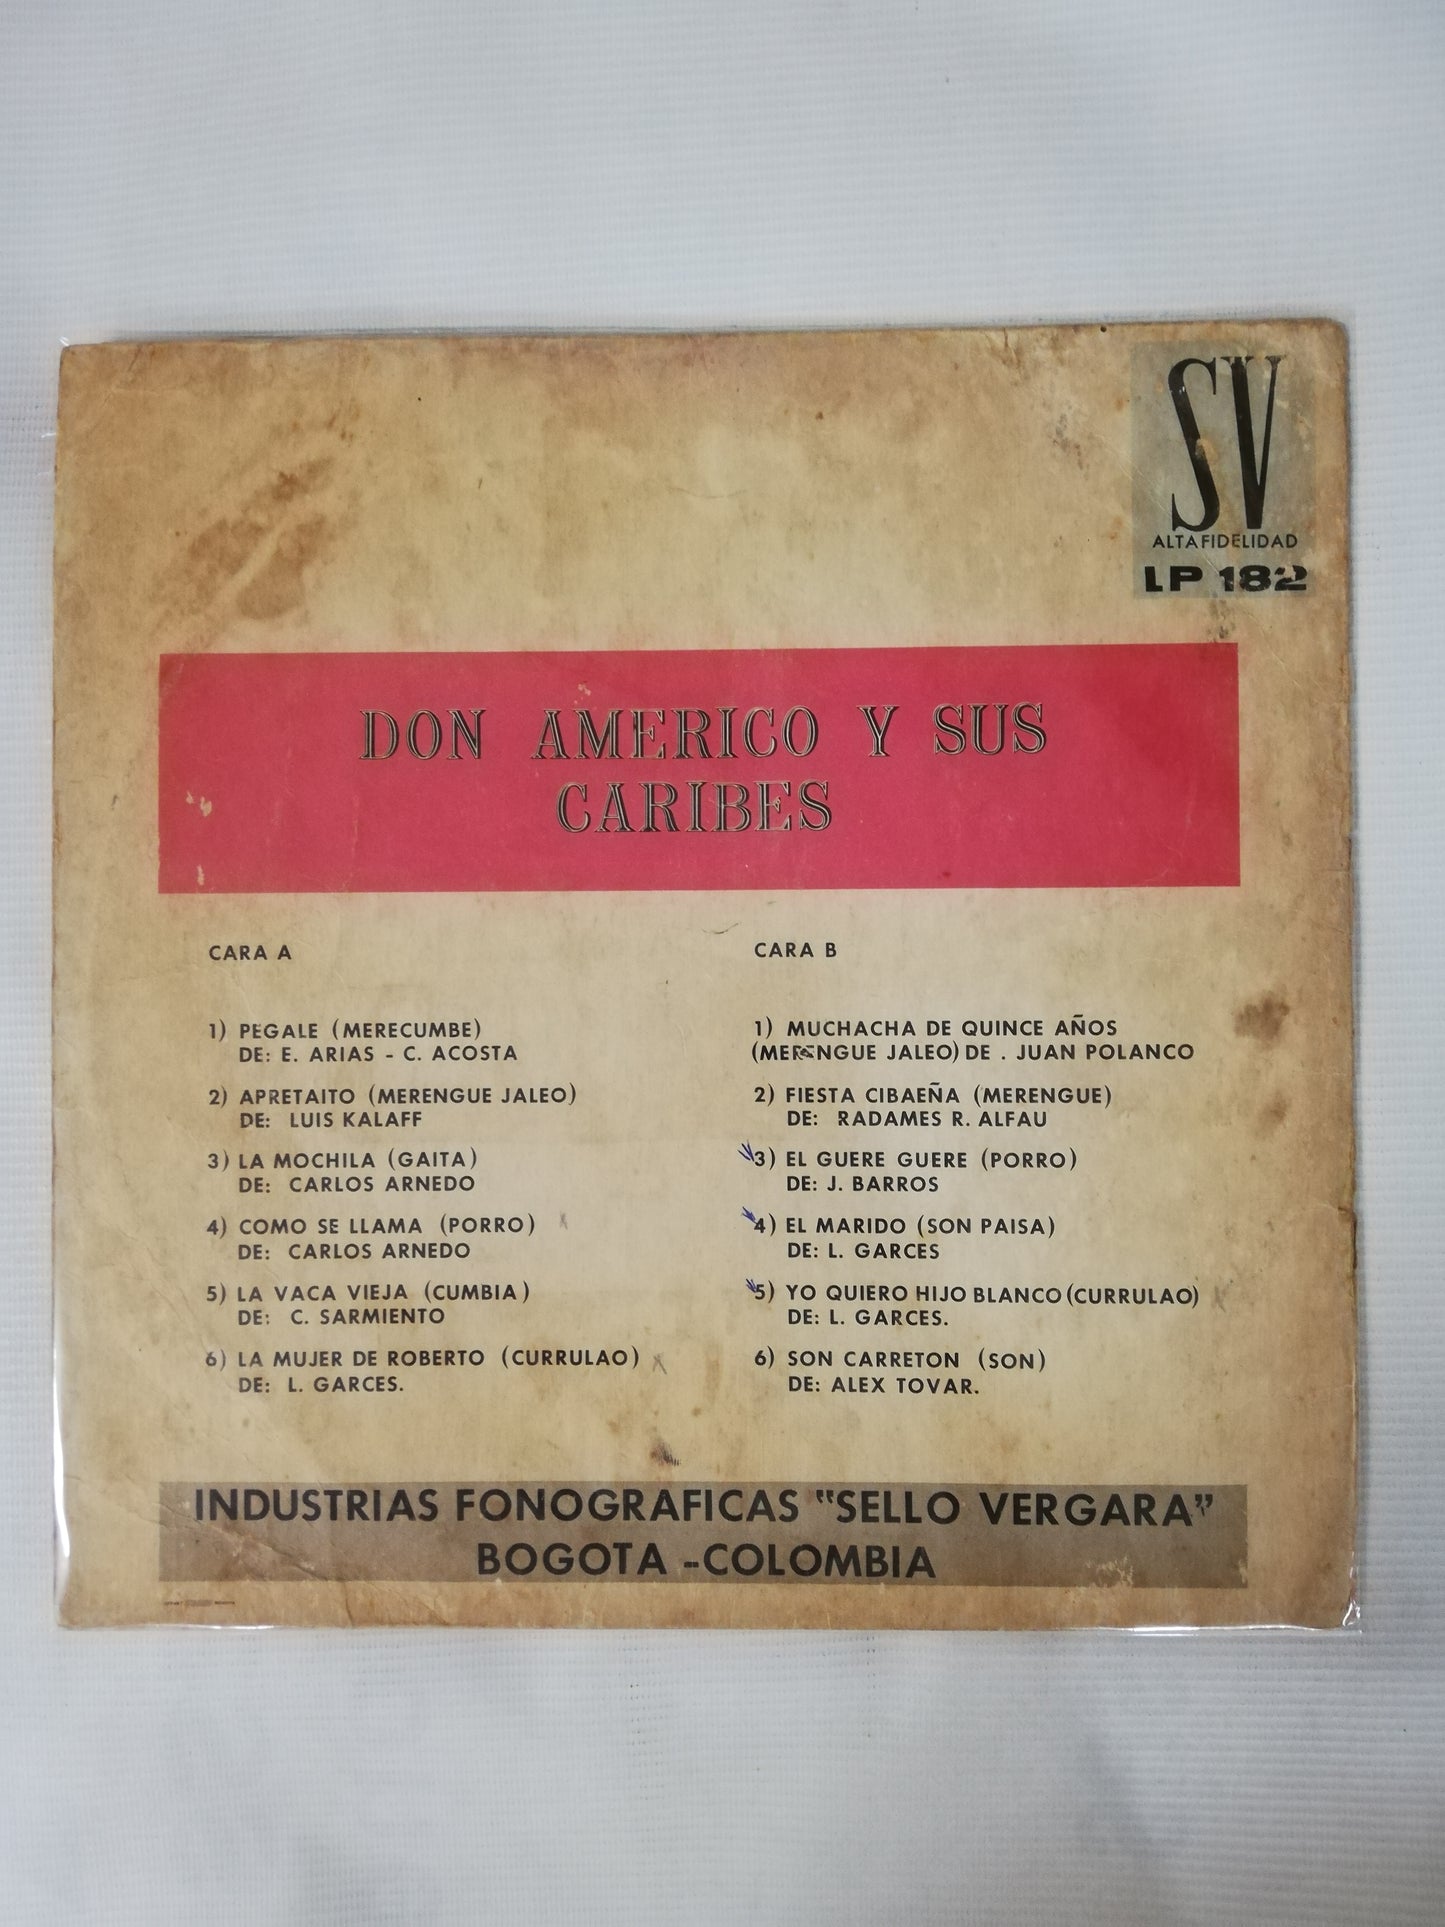 SV
ALTA FIDELIDAD
LP 182
DON AMERICO Y SUS
CARIBES
CARA A
1) PEGALE (MERECUMBE)
DE: E. ARIAS - C. ACOSTA
2) APRETAITO (MERENGUE JALEO)
DE: LUIS KALAFF
3) LA MOCHILA (GAITA)
DE: CARLOS ARNEDO
4) COMO SE LLAMA (PORRO)
DE: CARLOS ARNEDO
5) LA VACA VIEJA (CUMBIA)
DE: C. SARMIENTO
6) LA MUJER DE ROBERTO (CURRULAO)
DE: L. GARCES.
CARA B
1) MUCHACHA DE QUINCE AÑOS
(MERENGUE JALEO) DE . JUAN POLANCO
2) FIESTA CIBAEÑA (MERENGUE)
DE: RADAMES R. ALFAU
3) EL GUERE GUERE (PORRO)
DE: J. BARROS
4) EL MARIDO (SON PAISA)
DE: L. GARCES
5) YO QUIERO HIJO BLANCO (CURRULAO)
DE: L. GARCES.
6) SON CARRETON (SON)
DE: ALEX TOVAR.
INDUSTRIAS FONOGRAFICAS "SELLO VERGARA"
BOGOTA -COLOMBIA